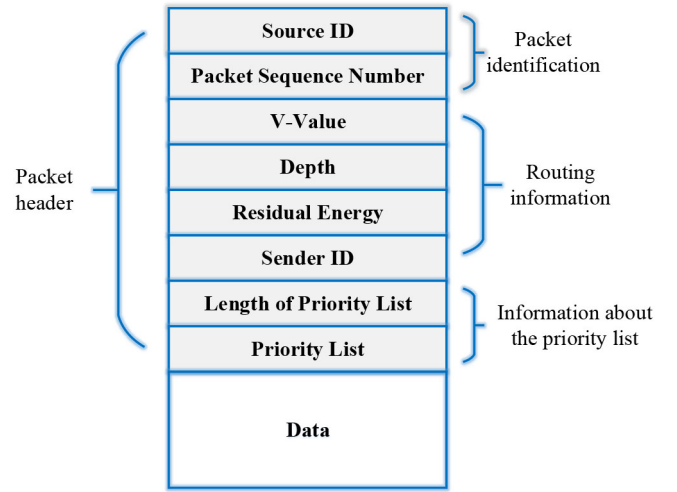 Source ID
Packet Sequence Number
V-Value
Depth
Residual Energy
Sender ID
Length of Priority List
Priority List
Data
Packet
header
Packet
identification
Routing
information
Information about
the priority list